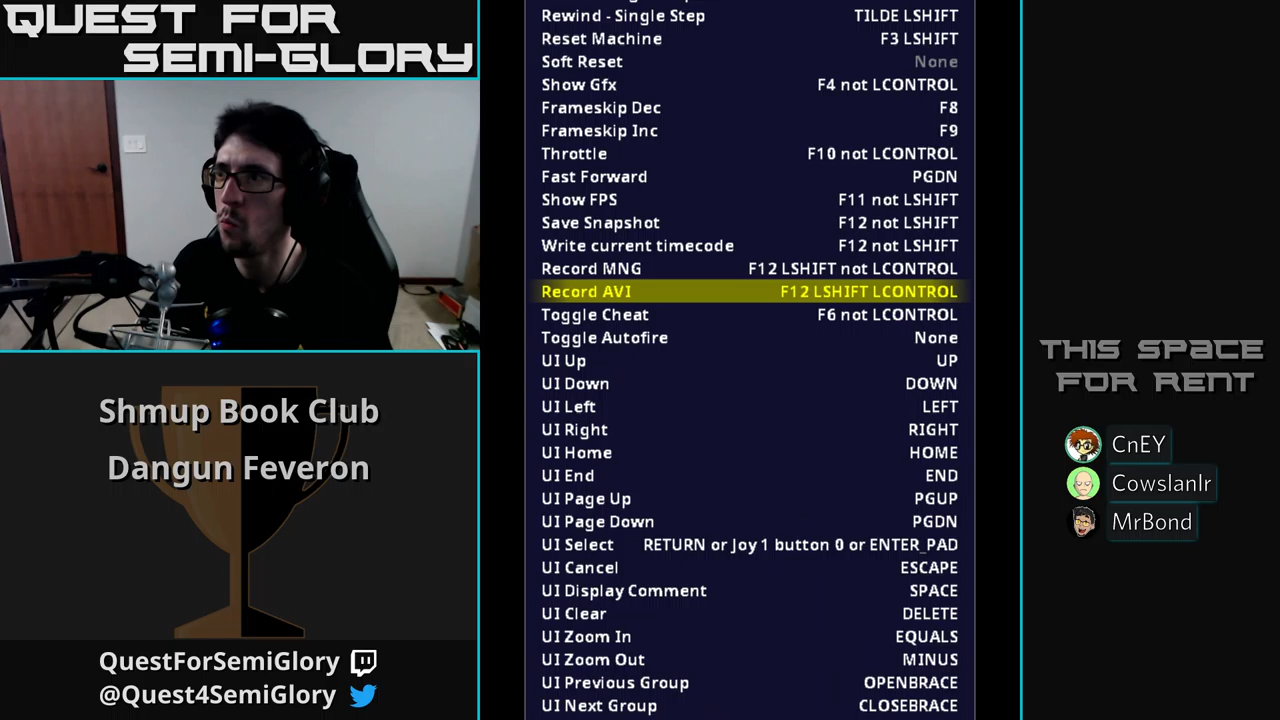 QUEST FOR
SEMI-GLORY
Shmup Book Club
Dangun Feveron
QuestForSemiGlory
@Quest4SemiGlory
Rewind - Single Step TILDE LSHIFT
Reset Machine F3 LSHIFT
Soft Reset None
Show Gfx F4 not LCONTROL
Frameskip Dec F8
Frameskip Inc F9
Throttle F10 not LCONTROL
Fast Forward PGDN
Show FPS F11 not LSHIFT
Save Snapshot F12 not LSHIFT
Write current timecode F12 not LSHIFT
Record MNG F12 LSHIFT not LCONTROL
Record AVI F12 LSHIFT LCONTROL
Toggle Cheat F6 not LCONTROL
Toggle Autofire None
UI Up UP
UI Down DOWN
UI Left LEFT
UI Right RIGHT
UI Home HOME
UI End END
UI Page Up PGUP
UI Page Down PGDN
UI Select RETURN or Joy 1 button 0 or ENTER_PAD
UI Cancel ESCAPE
UI Display Comment SPACE
UI Clear DELETE
UI Zoom In EQUALS
UI Zoom Out MINUS
UI Previous Group OPENBRACE
UI Next Group CLOSEBRACE
THIS SPACE
FOR RENT
CnEY
CowsIanIr
MrBond